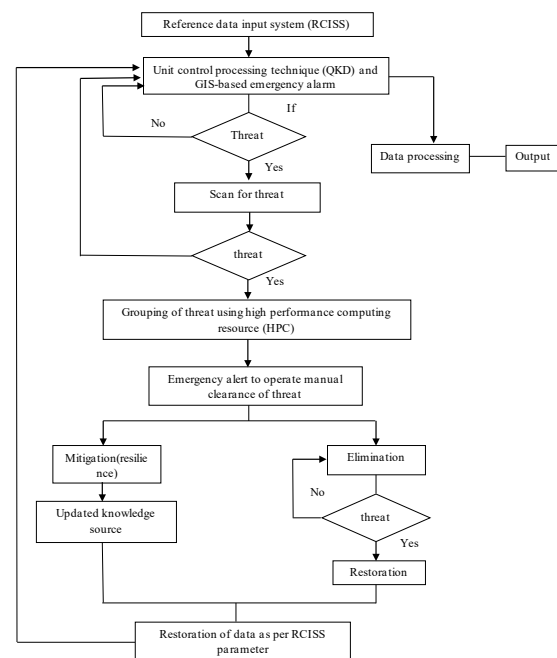 Reference data input system (RCISS)
Unit control processing technique (QKD) and
GIS-based emergency alarm
If
No
Threat
Data processing
Output
Yes
Scan for threat
threat
Yes
Grouping of threat using high performance computing
resource (HPC)
Emergency alert to operate manual
clearance of threat
Mitigation(resilie
nce)
Elimination
No
Updated knowledge
source
threat
Yes
Restoration
Restoration of data as per RCISS
parameter